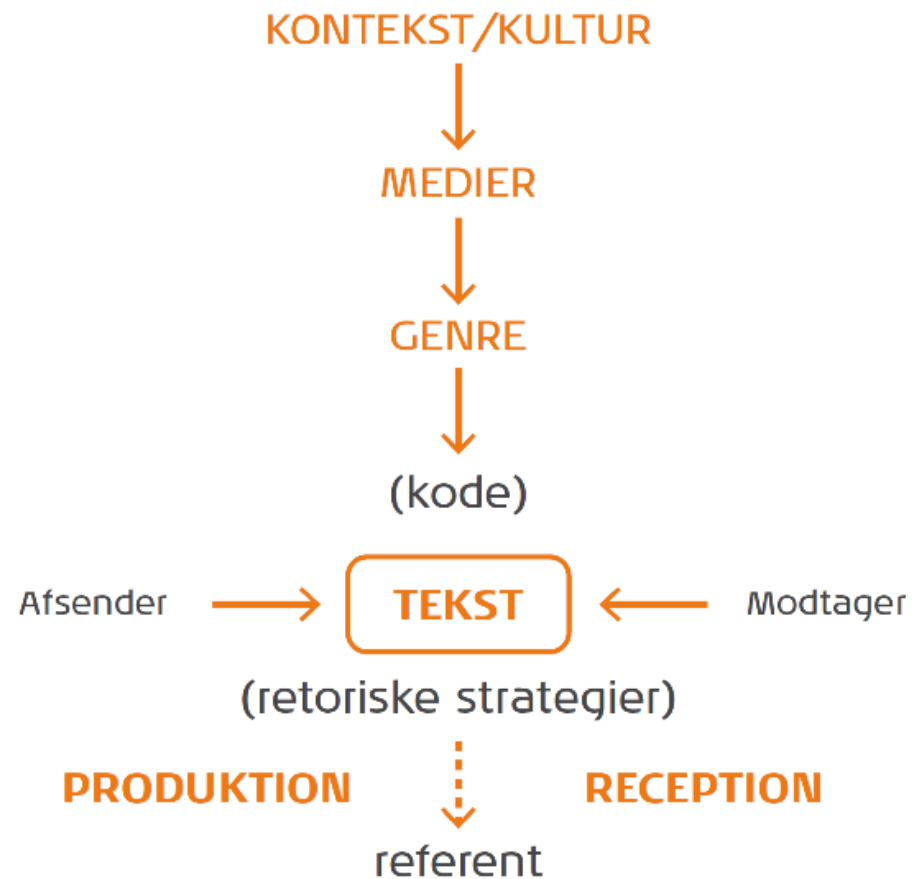 KONTEKST/KULTUR
MEDIER
GENRE
(kode)
Afsender TEKST Modtager
(retoriske strategier)
PRODUKTION RECEPTION
referent